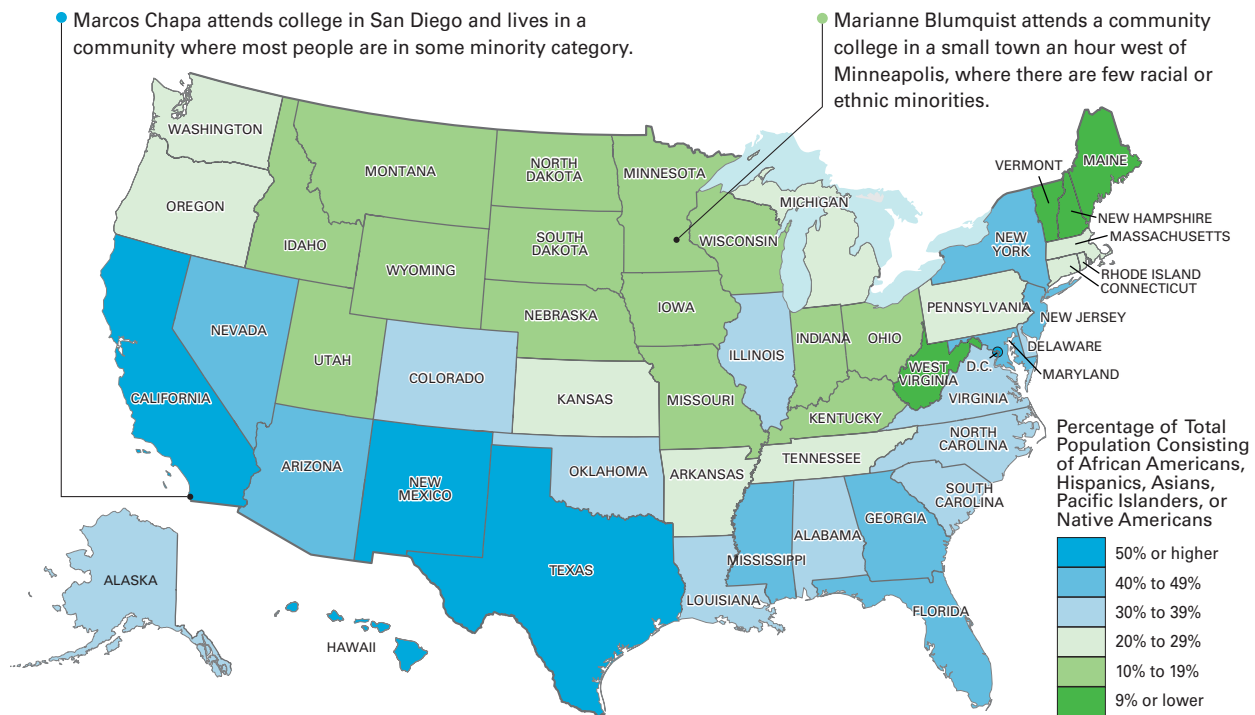 Marcos Chapa attends college in San Diego and lives in a
community where most people are in some minority category.
Marianne Blumquist attends a community
college in a small town an hour west of
Minneapolis, where there are few racial or
ethnic minorities.
WASHINGTON
OREGON
MONTANA
IDAHO
WYOMING
NORTH
DAKOTA
SOUTH
DAKOTA
MINNESOTA
WISCONSIN
MICHIGAN
VERMONT
MAINE
NEW HAMPSHIRE
MASSACHUSETTS
NEW
YORK
RHODE ISLAND
CONNECTICUT
PENNSYLVANIA
NEW JERSEY
NEVADA
UTAH
COLORADO
NEBRASKA
IOWA
ILLINOIS
INDIANA
OHIO
DELAWARE
MARYLAND
D.C.
WEST
VIRGINIA
VIRGINIA
CALIFORNIA
KANSAS
MISSOURI
KENTUCKY
ARIZONA
NEW
MEXICO
OKLAHOMA
ARKANSAS
TENNESSEE
NORTH
CAROLINA
SOUTH
CAROLINA
GEORGIA
ALABAMA
MISSISSIPPI
TEXAS
LOUISIANA
FLORIDA
ALASKA
HAWAII
Percentage of Total
Population Consisting
of African Americans,
Hispanics, Asians,
Pacific Islanders, or
Native Americans
50% or higher
40% to 49%
30% to 39%
20% to 29%
10% to 19%
9% or lower